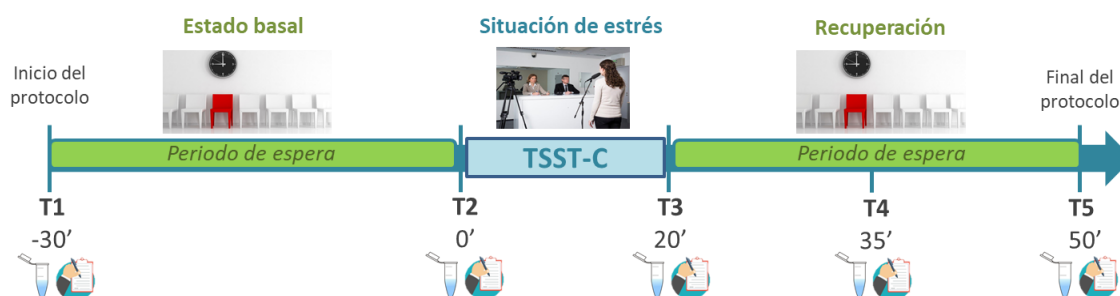 Estado basal
Situación de estrés
Recuperación
Inicio del
protocolo
Final del
protocolo
Periodo de espera
TSST-C
Periodo de espera
T1
T2
T3
T4
T5
-30’
0’
20’
35’
50’